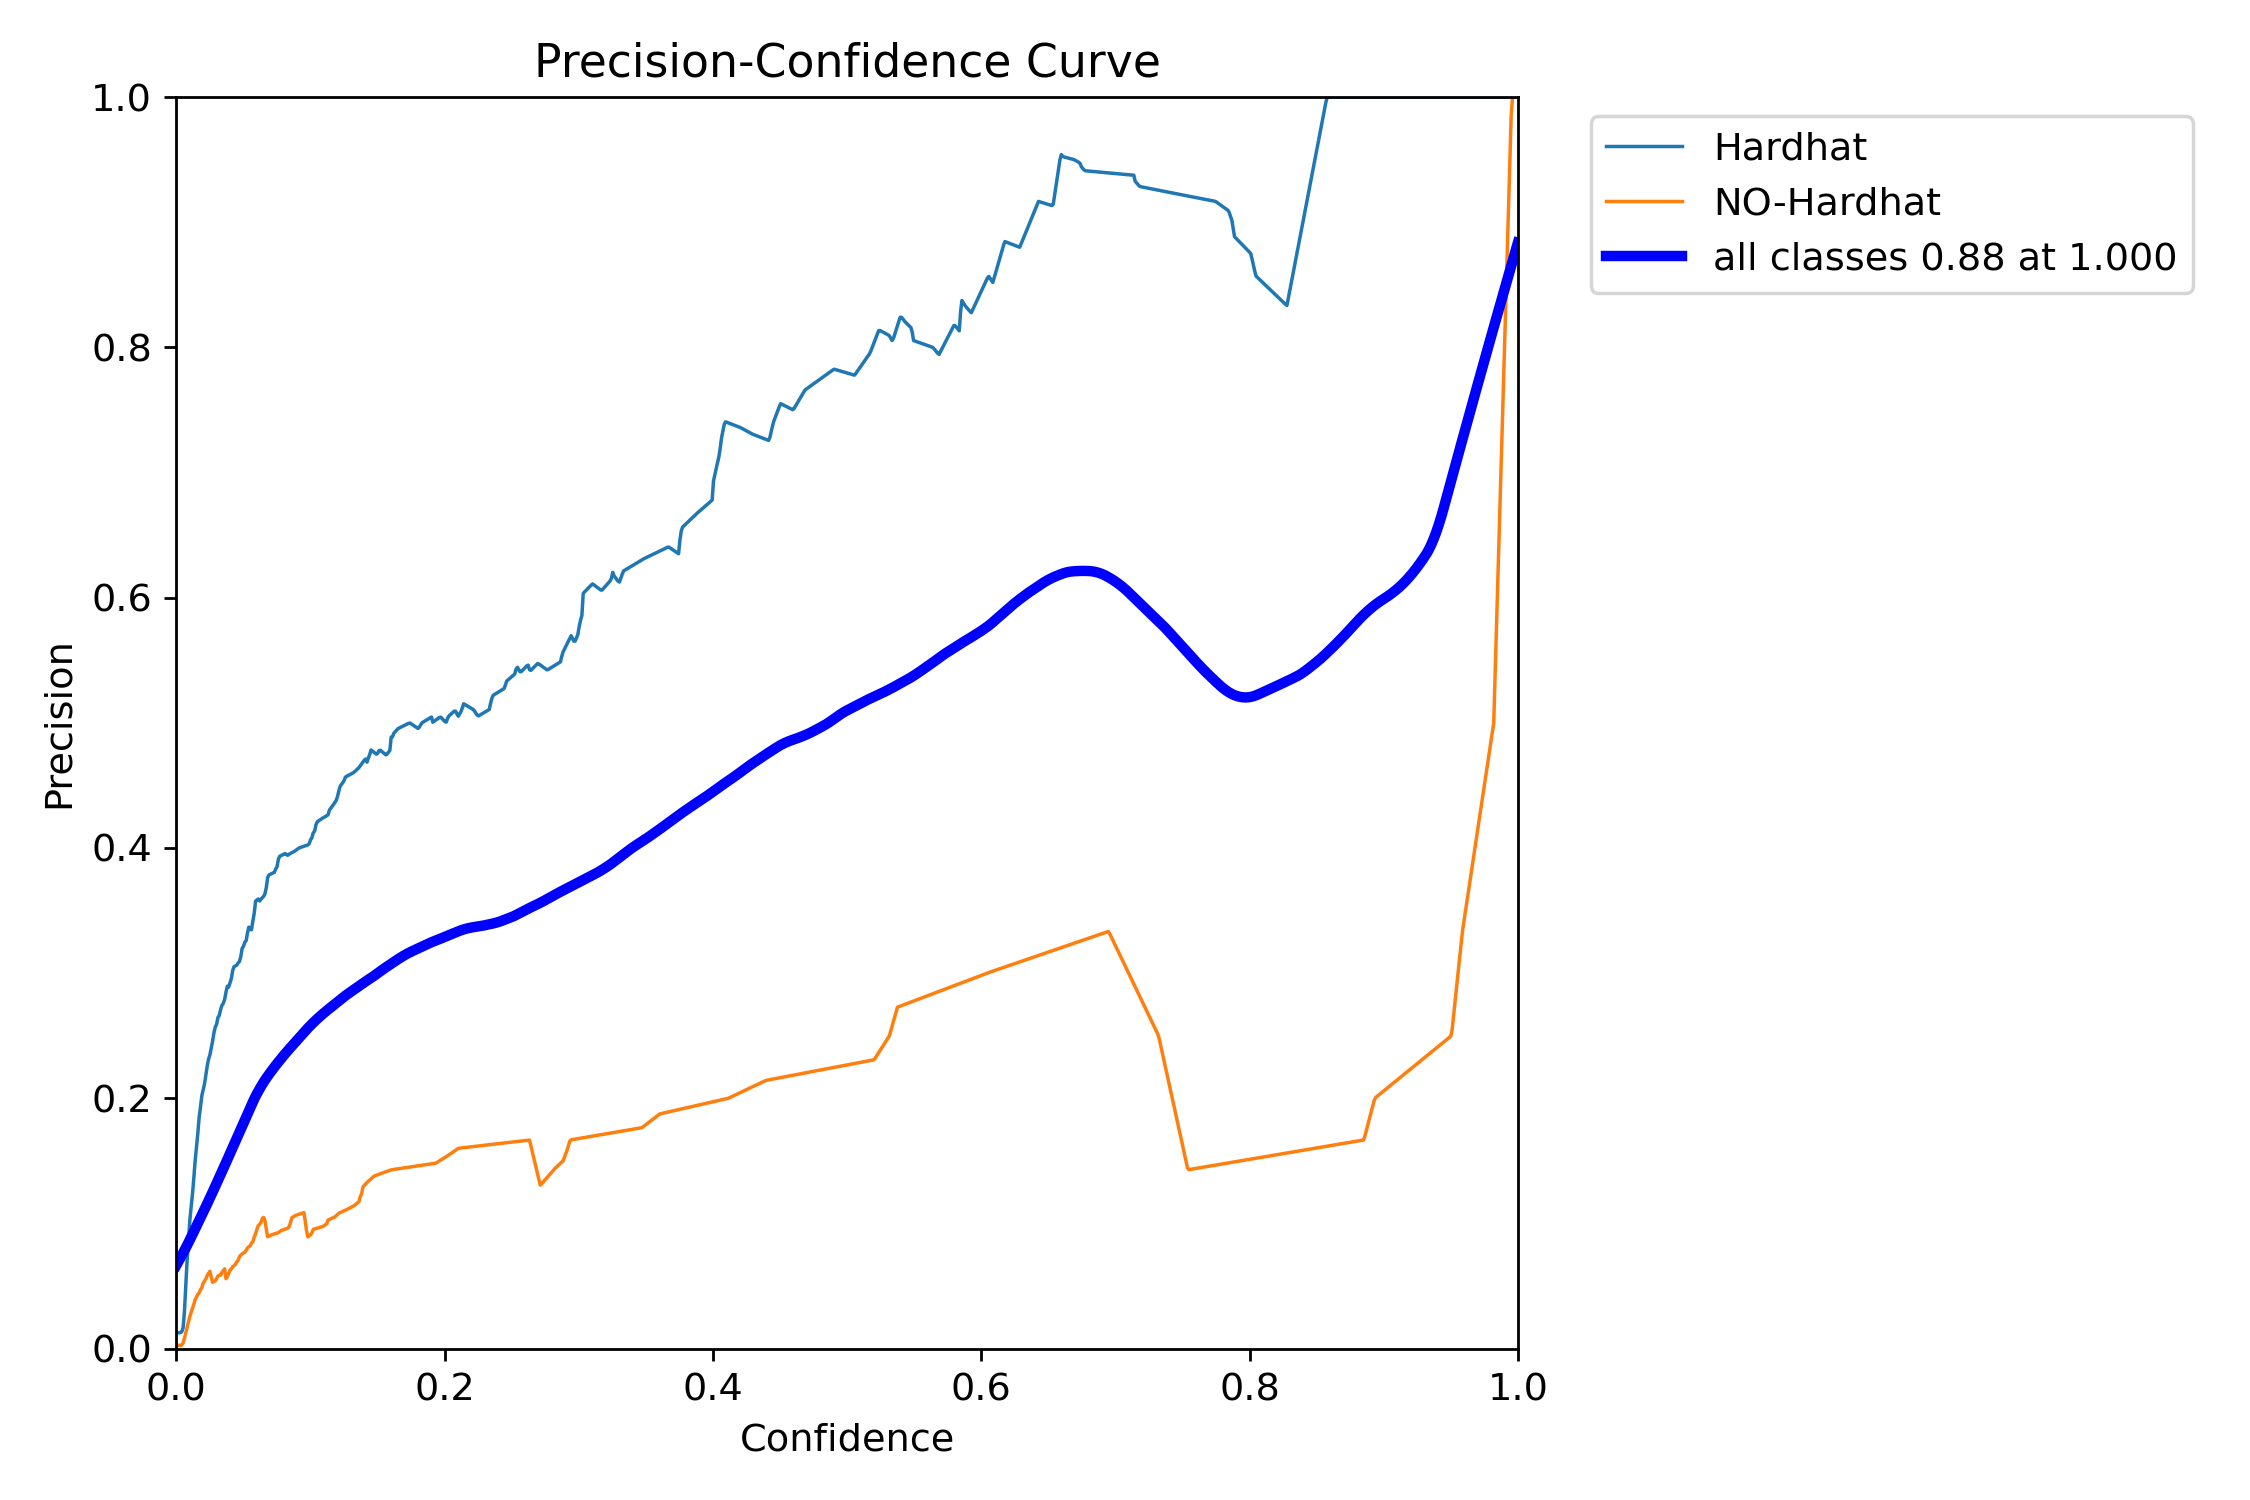 Precision-Confidence Curve
1.0
0.8
0.6
0.4
0.2
0.0
Precision
0.0 0.2 0.4 0.6 0.8 1.0
Confidence
Hardhat
NO-Hardhat
all classes 0.88 at 1.000